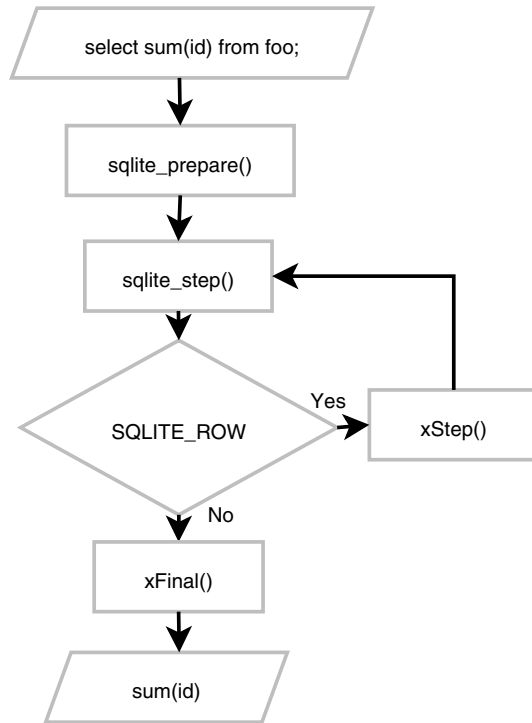 select sum(id) from foo;
sqlite_prepare()
sqlite_step()
SQLITE_ROW
Yes
xStep()
No
xFinal()
sum(id)